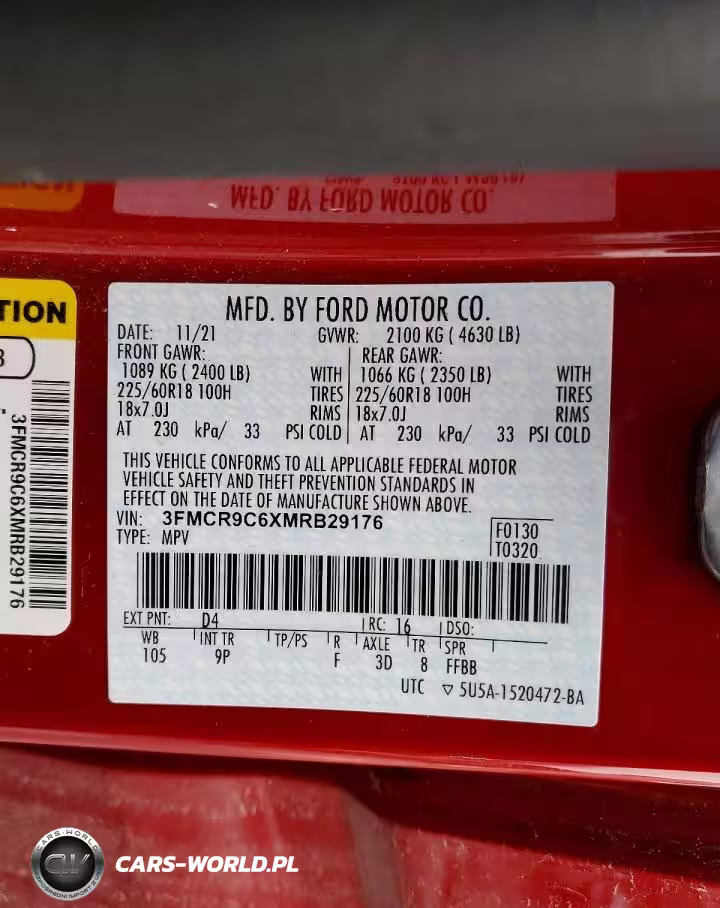 MFD. BY FORD MOTOR CO.
TION
3
3FMCR9C6XMRB29176
MFD. BY FORD MOTOR CO.
DATE: 11/21 GVWR: 2100 KG ( 4630 LB)
FRONT GAWR: REAR GAWR:
1089 KG ( 2400 LB) WITH 1066 KG ( 2350 LB) WITH
225/60R18 100H TIRES 225/60R18 100H TIRES
18x7.0J RIMS 18x7.0J RIMS
AT 230 kPa/ 33 PSI COLD AT 230 kPa/ 33 PSI COLD
THIS VEHICLE CONFORMS TO ALL APPLICABLE FEDERAL MOTOR
VEHICLE SAFETY AND THEFT PREVENTION STANDARDS IN
EFFECT ON THE DATE OF MANUFACTURE SHOWN ABOVE.
VIN: 3FMCR9C6XMRB29176
F0130
TYPE: MPV
T0320
EXT PNT: D4 RC: 16 DSO:
WB INT TR TP/PS R AXLE TR SPR
105 9P F 3D 8 FFBB
UTC ▽ 5U5A-1520472-BA
CARS-WORLD
CW
CARS-WORLD.PL